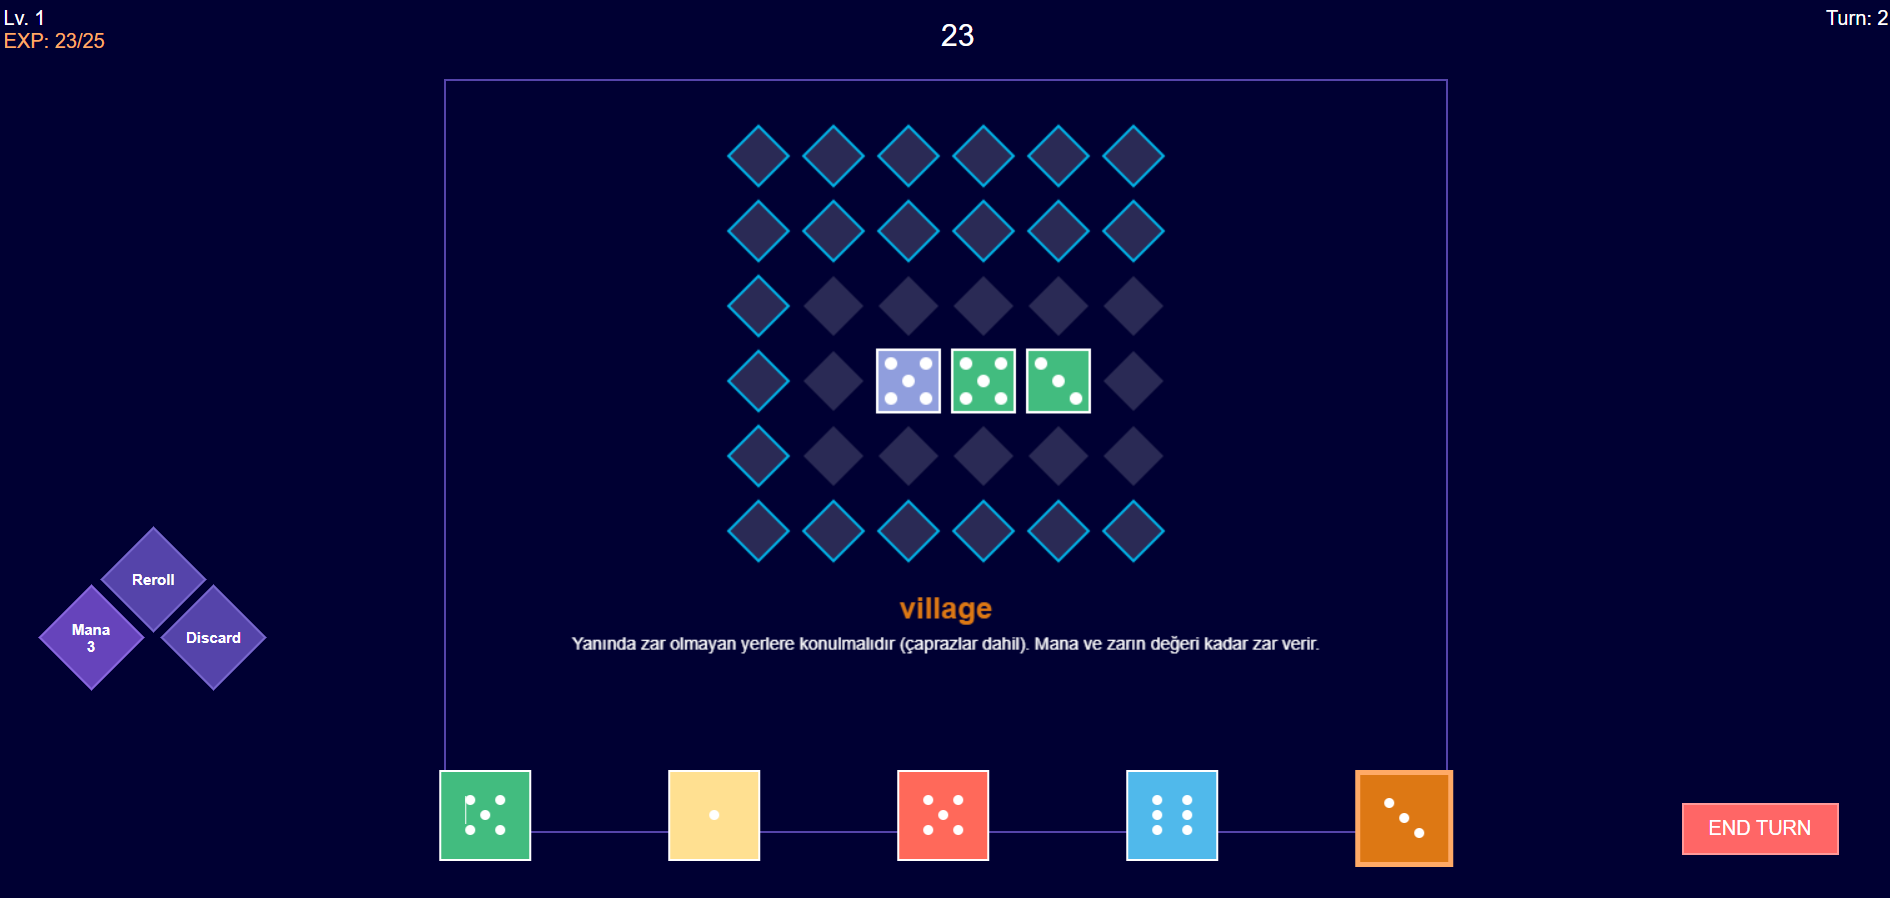 Lv. 1
EXP: 23/25
23
Turn: 2
village
Yanında zar olmayan yerlere konulmalıdır (çaprazlar dahil). Mana ve zarın değeri kadar zar verir.
Reroll
Mana
3
Discard
END TURN